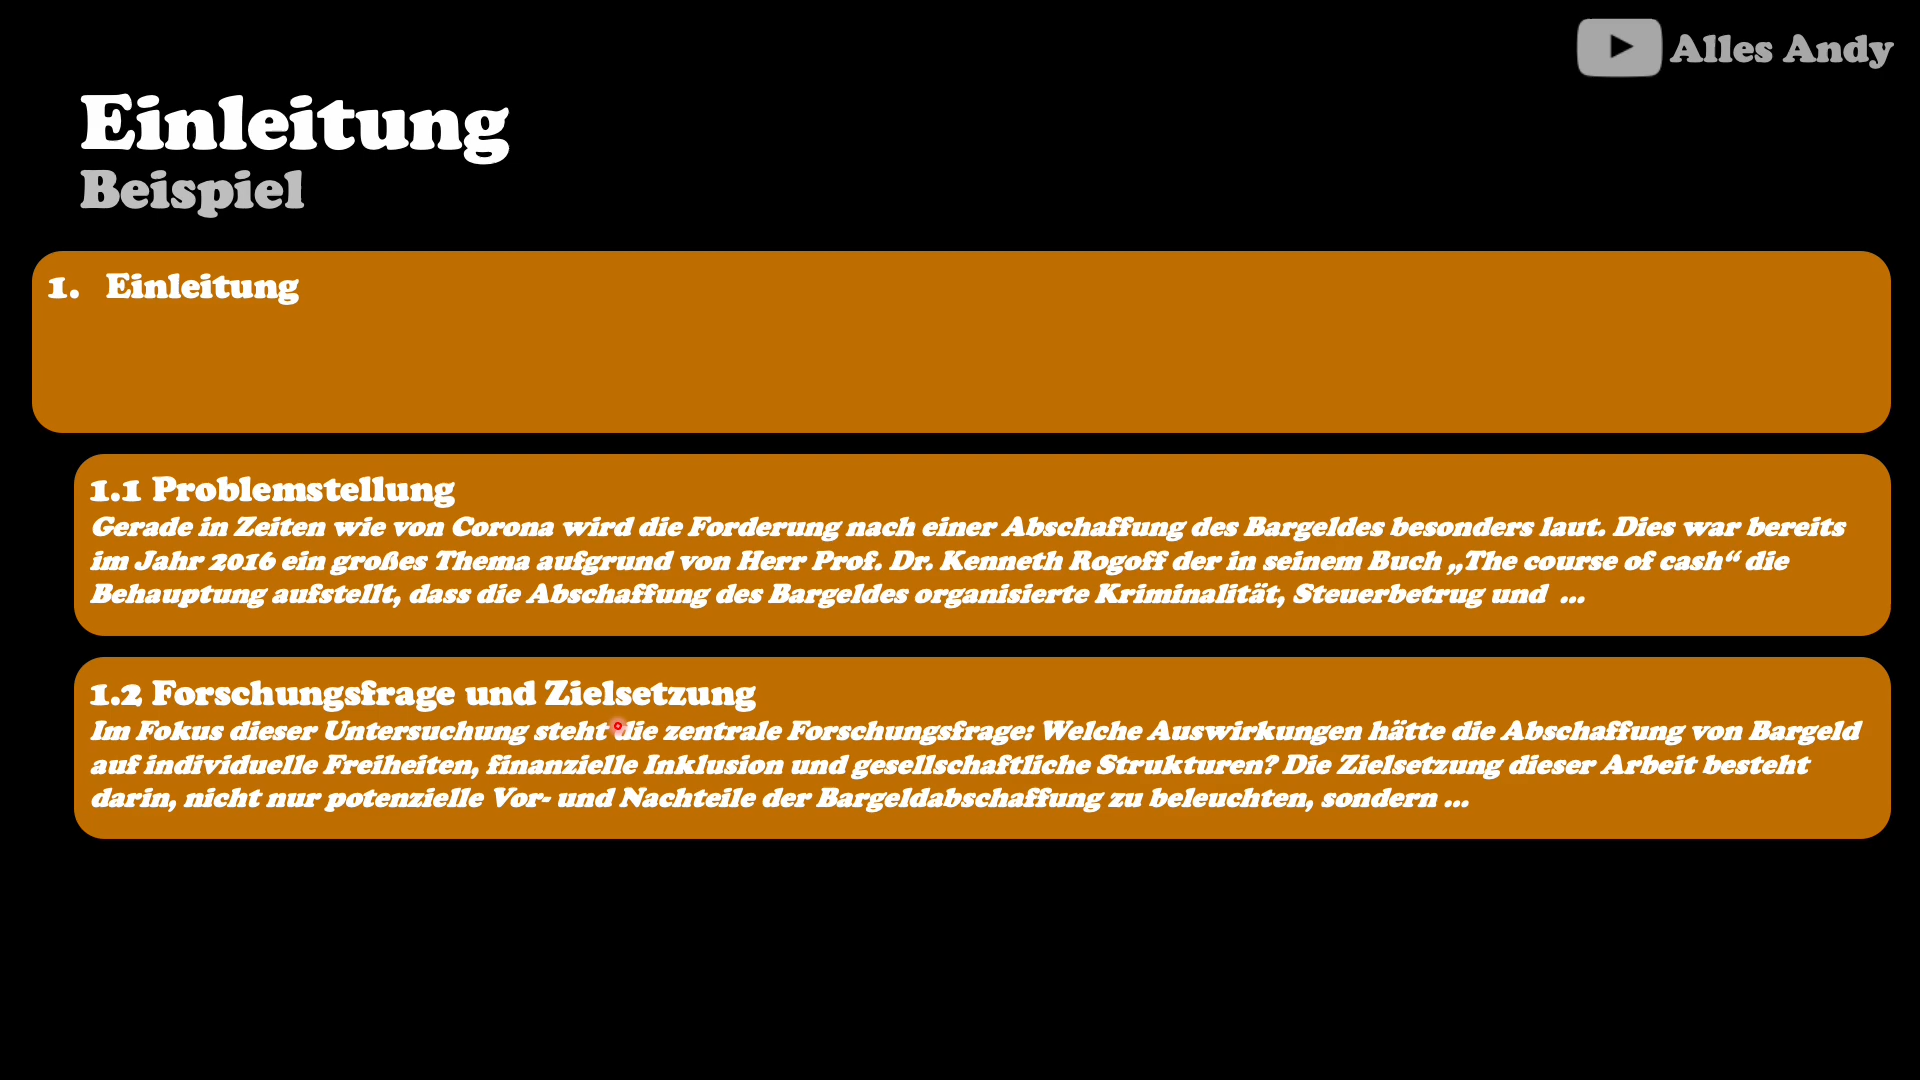 Alles Andy
Einleitung
Beispiel
1. Einleitung
1.1 Problemstellung
Gerade in Zeiten wie von Corona wird die Forderung nach einer Abschaffung des Bargeldes besonders laut. Dies war bereits
im Jahr 2016 ein großes Thema aufgrund von Herr Prof. Dr. Kenneth Rogoff der in seinem Buch „The course of cash“ die
Behauptung aufstellt, dass die Abschaffung des Bargeldes organisierte Kriminalität, Steuerbetrug und ...
1.2 Forschungsfrage und Zielsetzung
Im Fokus dieser Untersuchung steht die zentrale Forschungsfrage: Welche Auswirkungen hätte die Abschaffung von Bargeld
auf individuelle Freiheiten, finanzielle Inklusion und gesellschaftliche Strukturen? Die Zielsetzung dieser Arbeit besteht
darin, nicht nur potenzielle Vor- und Nachteile der Bargeldabschaffung zu beleuchten, sondern ...